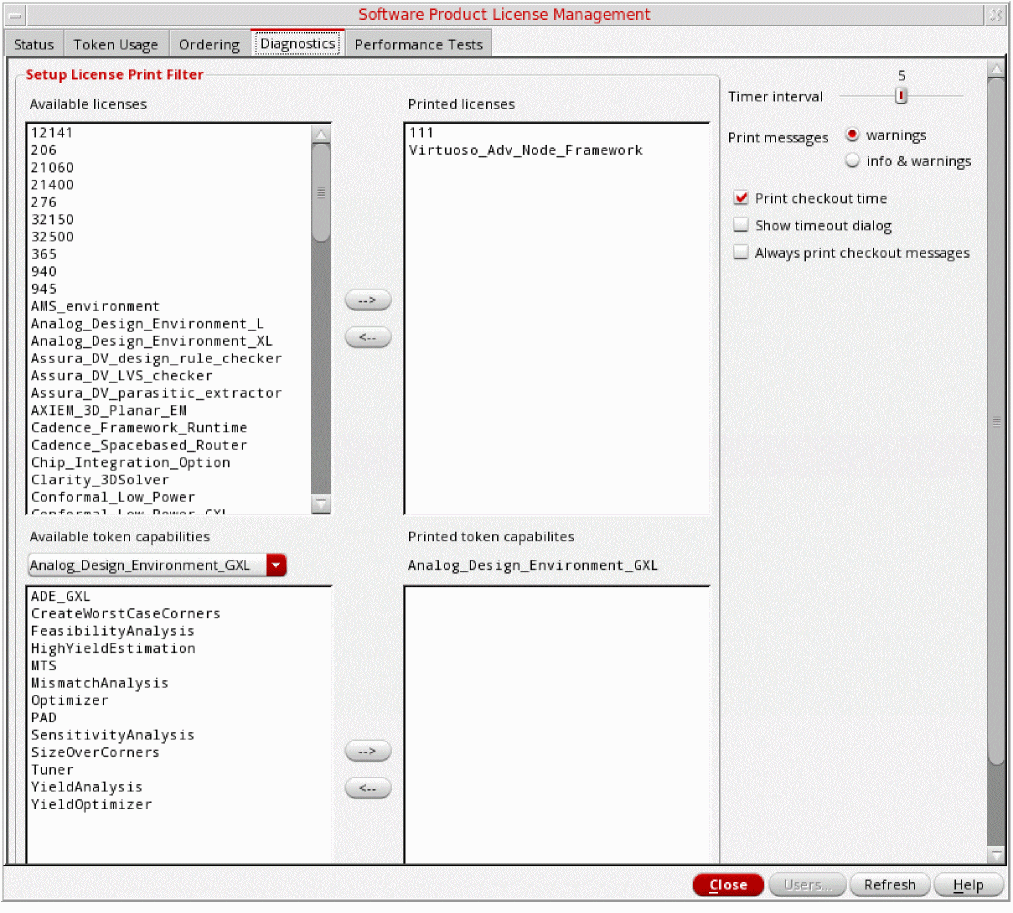 Software Product License Management
Status Token Usage Ordering Diagnostics Performance Tests
Setup License Print Filter
Available licenses
12141
206
21060
21400
276
32150
32500
365
940
945
AMS_environment
Analog_Design_Environment_L
Analog_Design_Environment_XL
Assura_DV_design_rule_checker
Assura_DV_LVS_checker
Assura_DV_parasitic_extractor
AXIEM_3D_Planar_EM
Cadence_Framework_Runtime
Cadence_Spacebased_Router
Chip_Integration_Option
Clarity_3DSolver
Conformal_Low_Power
Conformal_Low_Power_GXL
-->
<--
Printed licenses
111
Virtuoso_Adv_Node_Framework
Available token capabilities
Analog_Design_Environment_GXL
ADE_GXL
CreateWorstCaseCorners
FeasibilityAnalysis
HighYieldEstimation
MTS
MismatchAnalysis
Optimizer
PAD
SensitivityAnalysis
SizeOverCorners
Tuner
YieldAnalysis
YieldOptimizer
-->
<--
Printed token capabilites
Analog_Design_Environment_GXL
5
Timer interval
Print messages warnings
info & warnings
Print checkout time
Show timeout dialog
Always print checkout messages
Close Users... Refresh Help